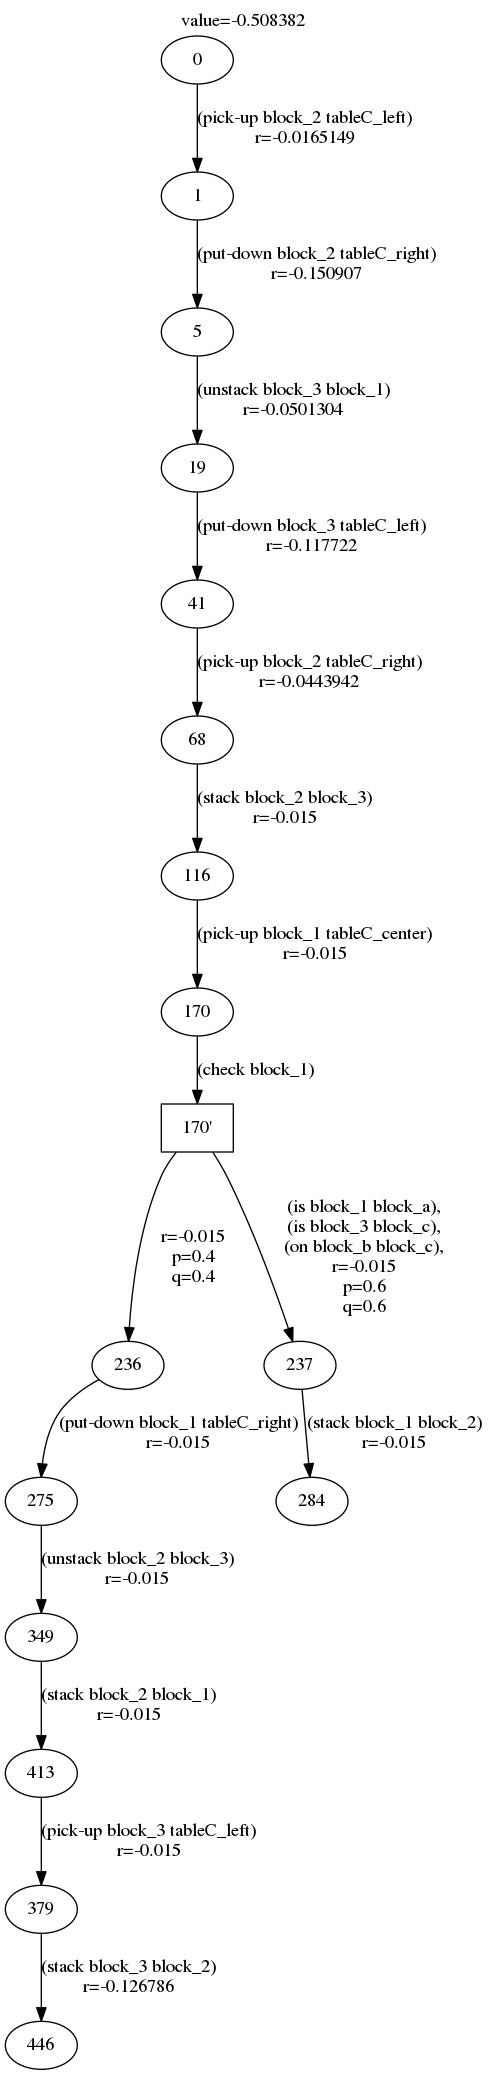 value=-0.508382
0
(pick-up block_2 tableC_left)
r=-0.0165149
1
(put-down block_2 tableC_right)
r=-0.150907
5
(unstack block_3 block_1)
r=-0.0501304
19
(put-down block_3 tableC_left)
r=-0.117722
41
(pick-up block_2 tableC_right)
r=-0.0443942
68
(stack block_2 block_3)
r=-0.015
116
(pick-up block_1 tableC_center)
r=-0.015
170
(check block_1)
170'
r=-0.015
p=0.4
q=0.4
(is block_1 block_a),
(is block_3 block_c),
(on block_b block_c),
r=-0.015
p=0.6
q=0.6
236
237
(put-down block_1 tableC_right)
r=-0.015
(stack block_1 block_2)
r=-0.015
275
284
(unstack block_2 block_3)
r=-0.015
349
(stack block_2 block_1)
r=-0.015
413
(pick-up block_3 tableC_left)
r=-0.015
379
(stack block_3 block_2)
r=-0.126786
446